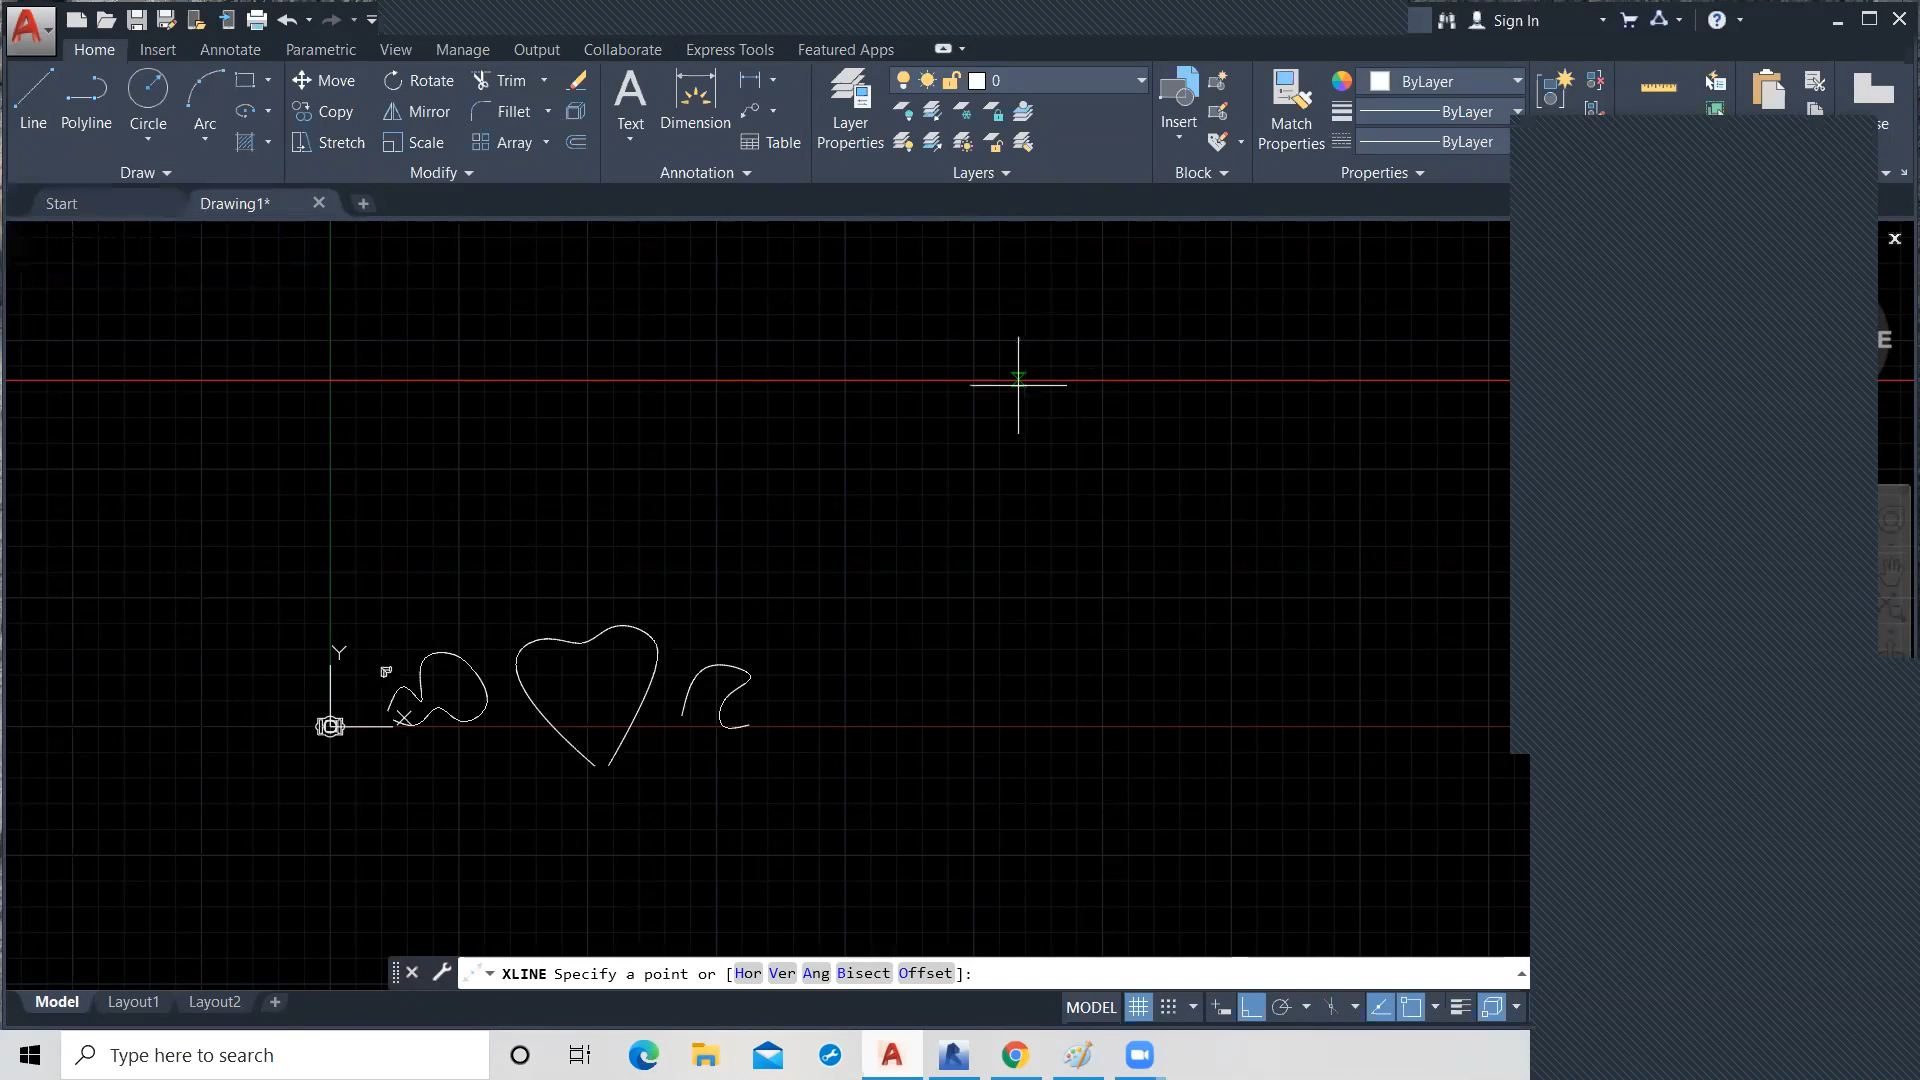 Sign In
Home Insert Annotate Parametric View Manage Output Collaborate Express Tools Featured Apps
Move Rotate Trim 0 ByLayer
Line Polyline Circle Arc Copy Mirror Fillet Text Dimension Layer Properties Insert Match Properties ByLayer
Stretch Scale Array Table ByLayer
Draw Modify Annotation Layers Block Properties
Start Drawing1*
E
Y
X
XLINE Specify a point or [Hor Ver Ang Bisect Offset]:
Model Layout1 Layout2 MODEL
Type here to search